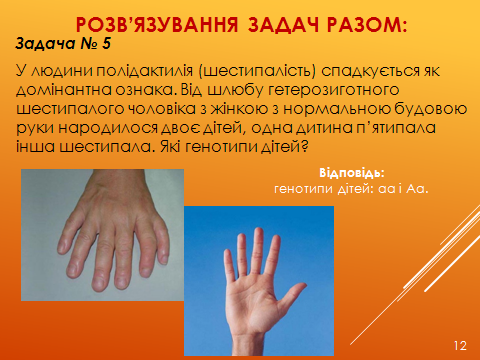 РОЗВ’ЯЗУВАННЯ ЗАДАЧ РАЗОМ:
Задача № 5
У людини полідактилія (шестипалість) спадкується як
домінантна ознака. Від шлюбу гетерозиготного
шестипалого чоловіка з жінкою з нормальною будовою
руки народилося двоє дітей, одна дитина п’ятипала
інша шестипала. Які генотипи дітей?
Відповідь:
генотипи дітей: аа і Аа.
12